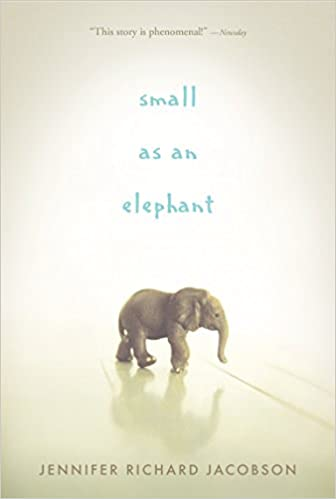 "This story is phenomenal!" —Newsday
small
as an
elephant
JENNIFER RICHARD JACOBSON